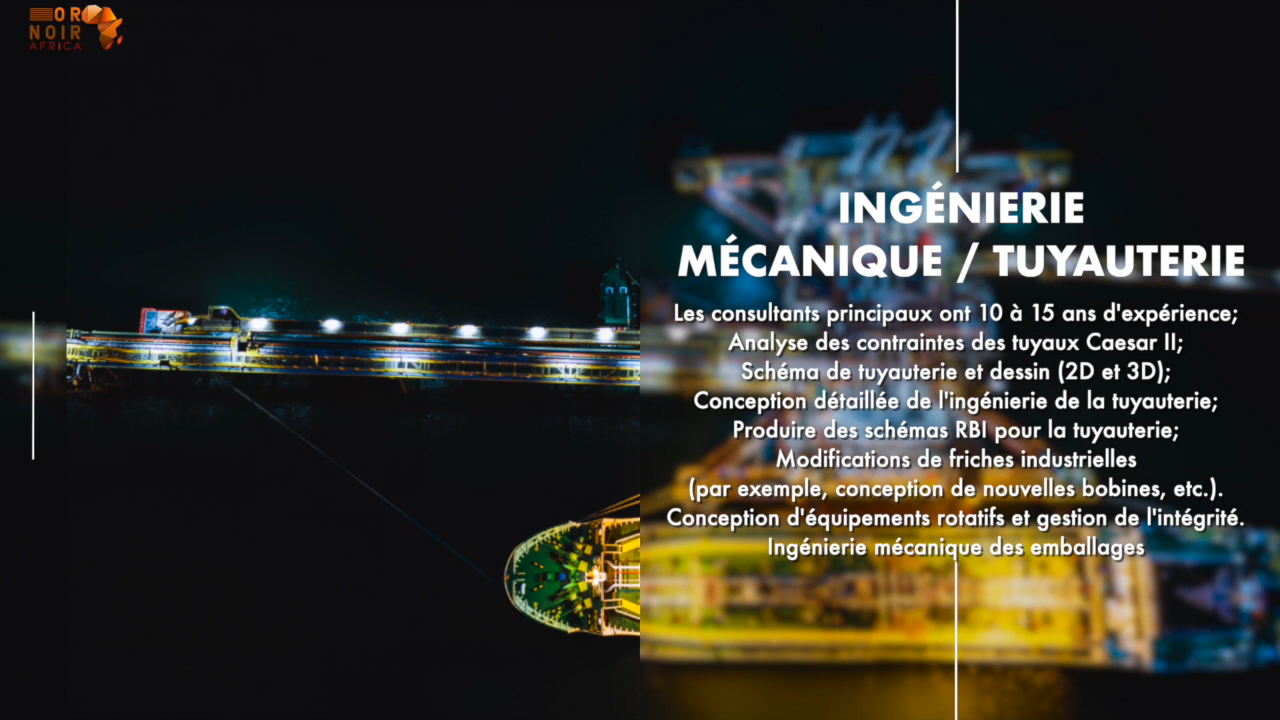 OR
NOIR
AFRICA
INGÉNIERIE
MÉCANIQUE / TUYAUTERIE
Les consultants principaux ont 10 à 15 ans d'expérience;
Analyse des contraintes des tuyaux Caesar II;
Schéma de tuyauterie et dessin (2D et 3D);
Conception détaillée de l'ingénierie de la tuyauterie;
Produire des schémas RBI pour la tuyauterie;
Modifications de friches industrielles
(par exemple, conception de nouvelles bobines, etc.).
Conception d'équipements rotatifs et gestion de l'intégrité.
Ingénierie mécanique des emballages